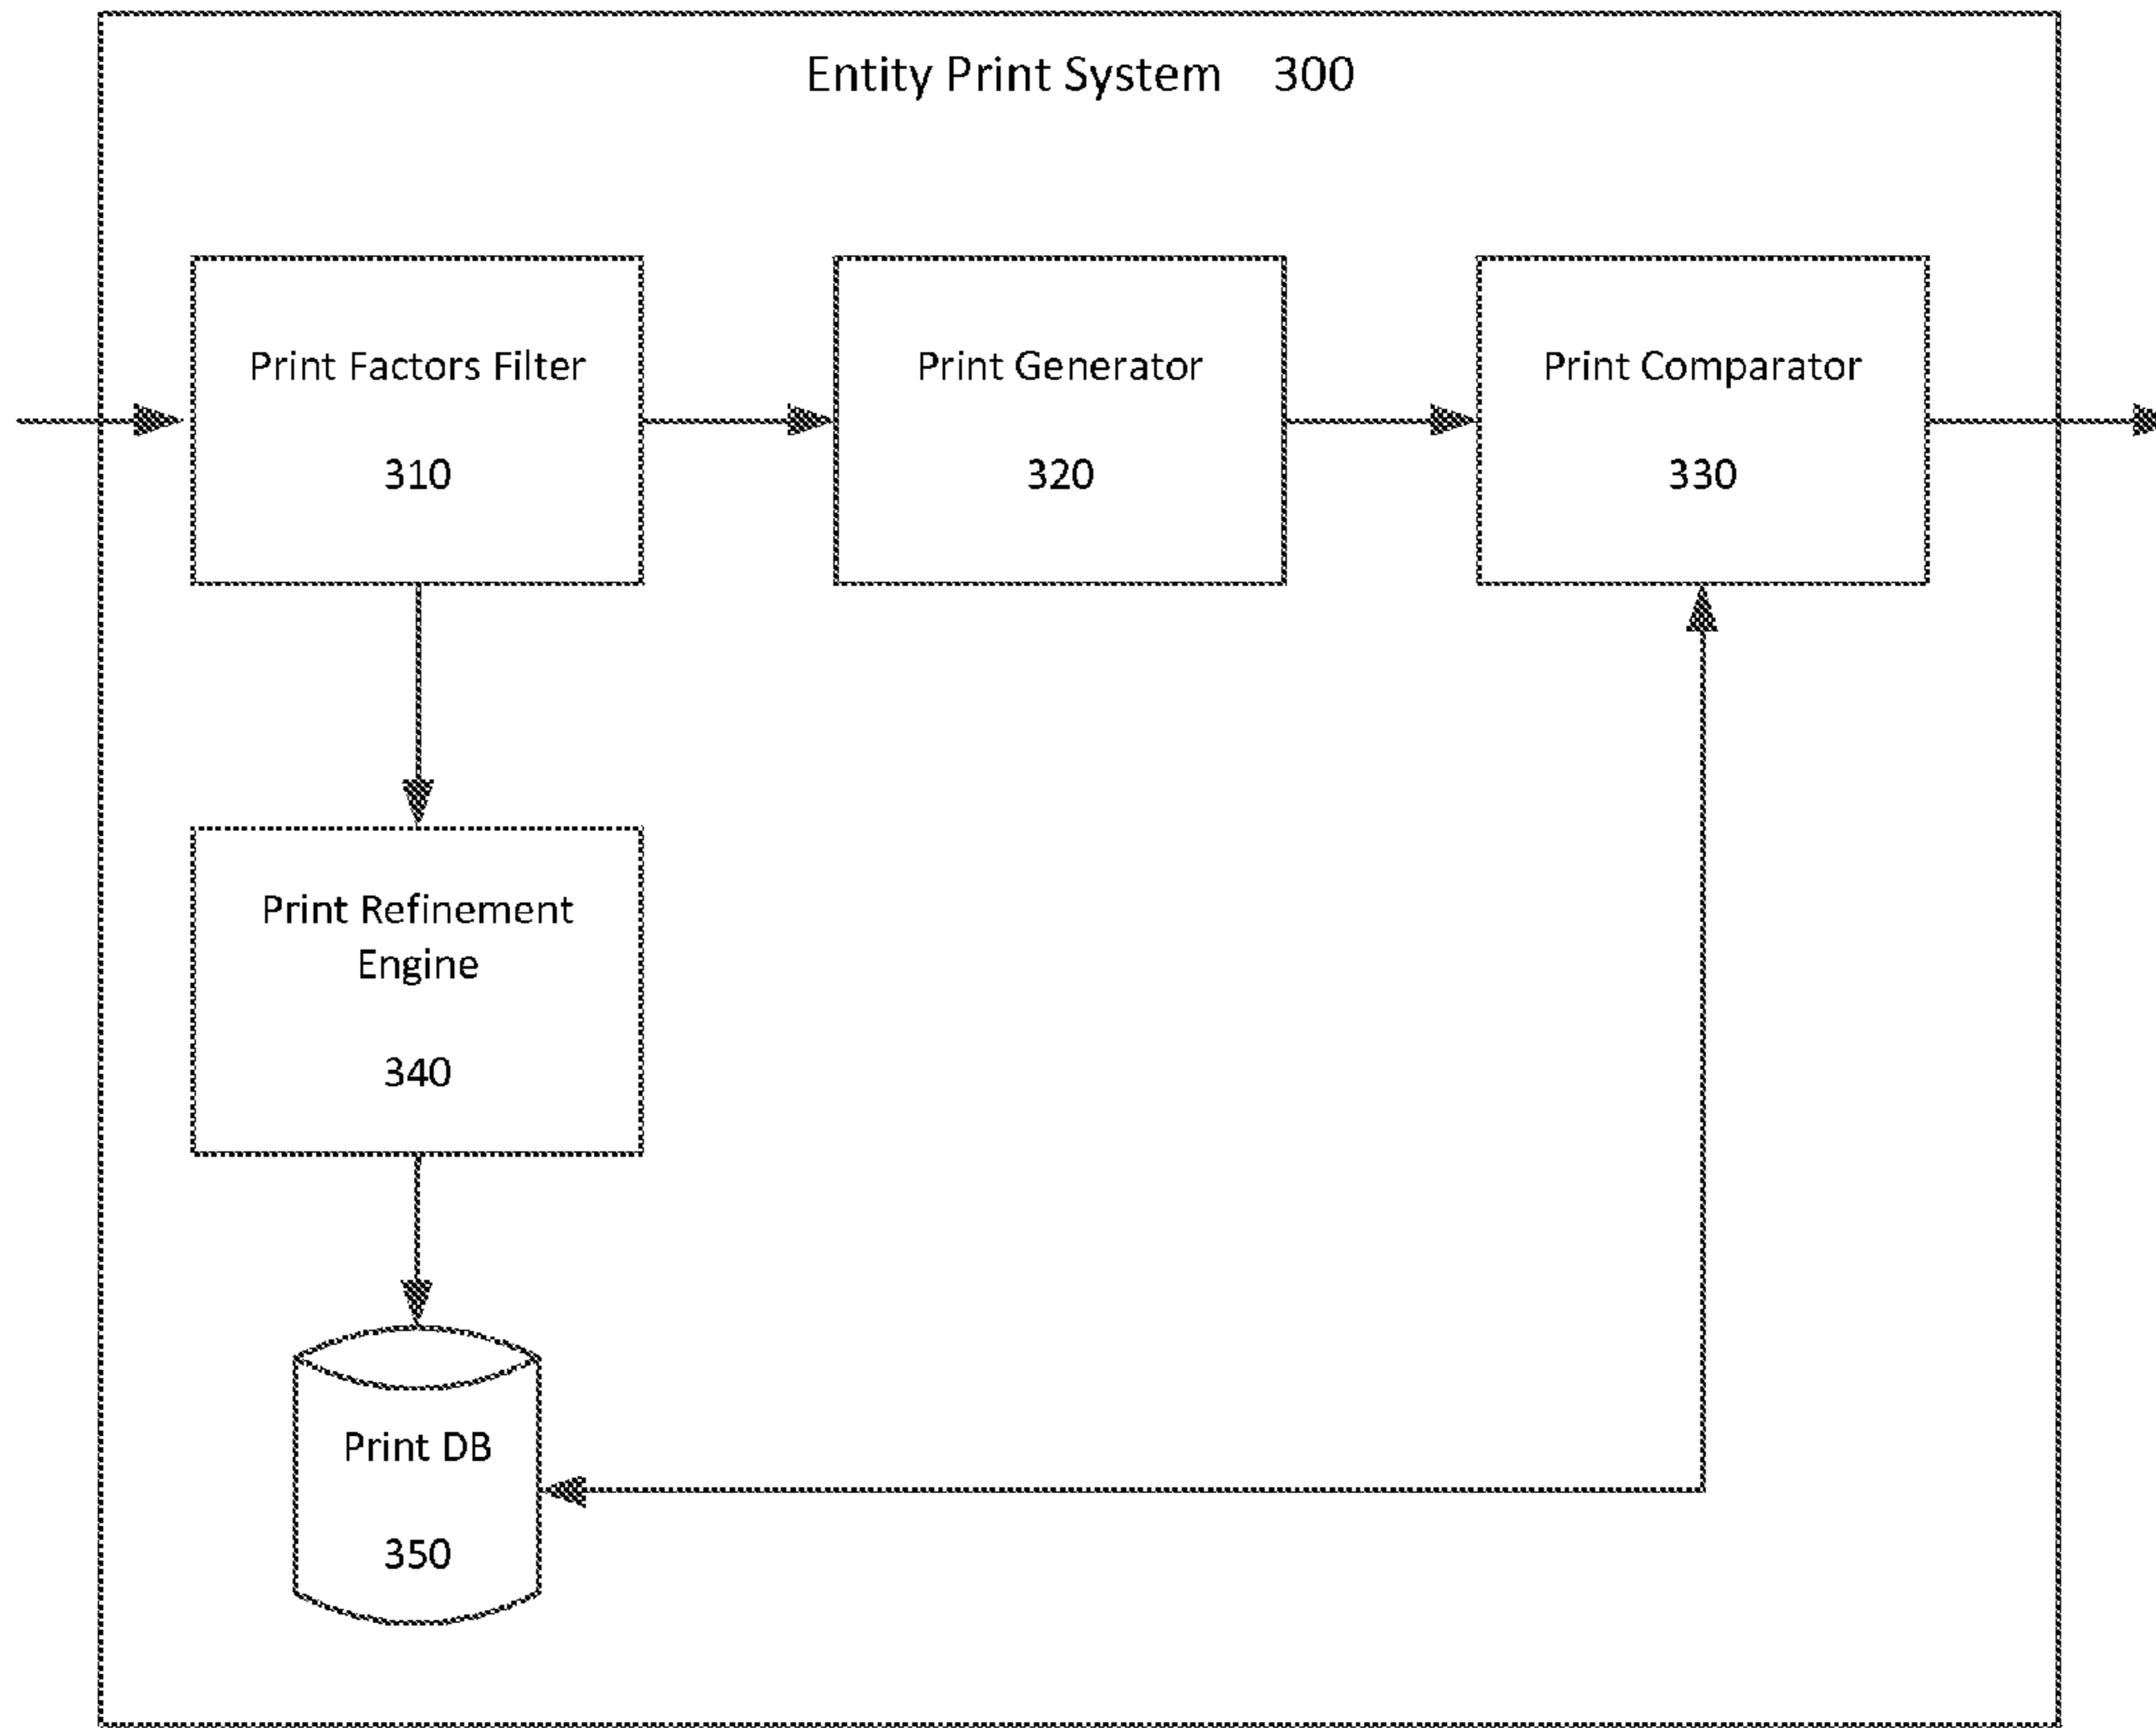 Entity Print System 300
Print Factors Filter
310
Print Generator
320
Print Comparator
330
Print Refinement
Engine
340
Print DB
350